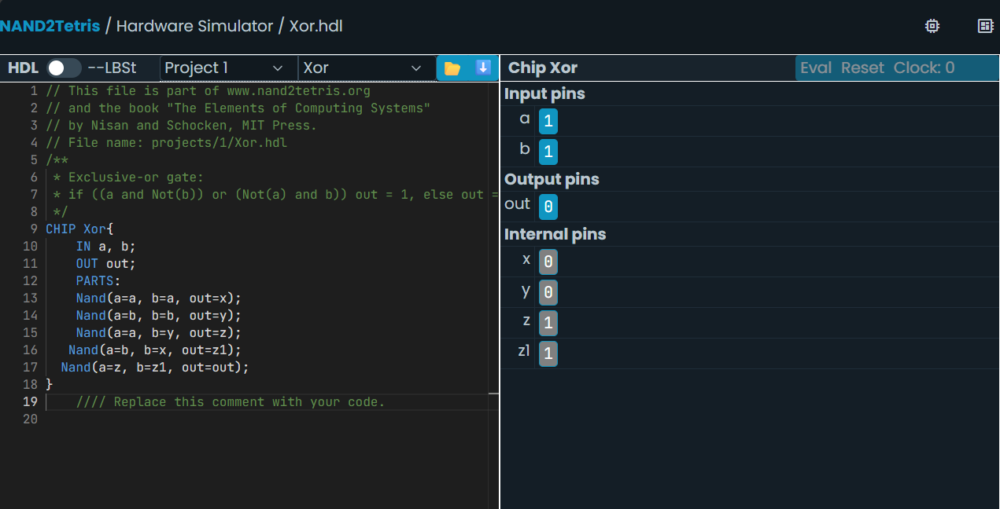 NAND2Tetris / Hardware Simulator / Xor.hdl
HDL --LBSt Project 1 Xor
Chip Xor Eval Reset Clock: 0
1 // This file is part of www.nand2tetris.org
2 // and the book "The Elements of Computing Systems"
3 // by Nisan and Schocken, MIT Press.
4 // File name: projects/1/Xor.hdl
5 /**
6 * Exclusive-or gate:
7 * if ((a and Not(b)) or (Not(a) and b)) out = 1, else out =
8 */
9 CHIP Xor{
10 IN a, b;
11 OUT out;
12 PARTS:
13 Nand(a=a, b=a, out=x);
14 Nand(a=b, b=b, out=y);
15 Nand(a=a, b=y, out=z);
16 Nand(a=b, b=x, out=z1);
17 Nand(a=z, b=z1, out=out);
18 }
19 //// Replace this comment with your code.
20
Input pins
a 1
b 1
Output pins
out 0
Internal pins
x 0
y 0
z 1
z1 1